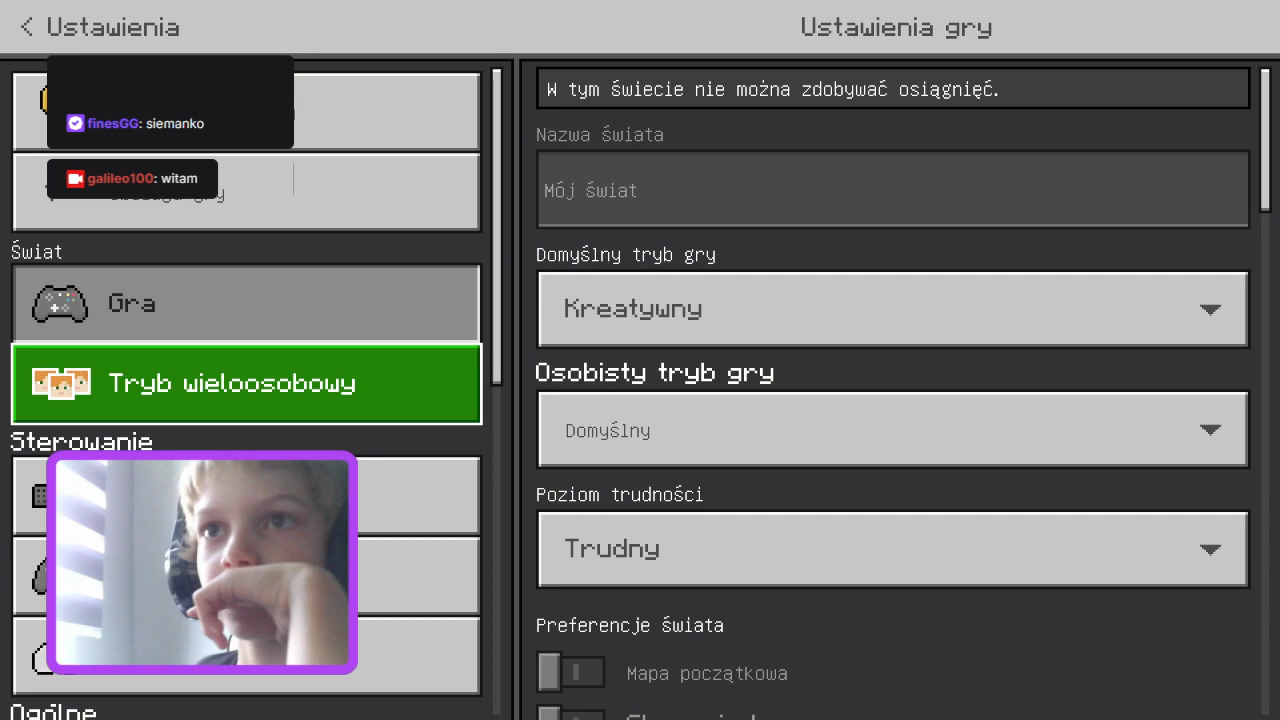 Ustawienia
Ustawienia gry
finesGG: siemanko
galileo100: witam
Świat
Gra
Tryb wieloosobowy
Sterowanie
Ogólne
W tym świecie nie można zdobywać osiągnięć.
Nazwa świata
Mój świat
Domyślny tryb gry
Kreatywny
Osobisty tryb gry
Domyślny
Poziom trudności
Trudny
Preferencje świata
Mapa początkowa